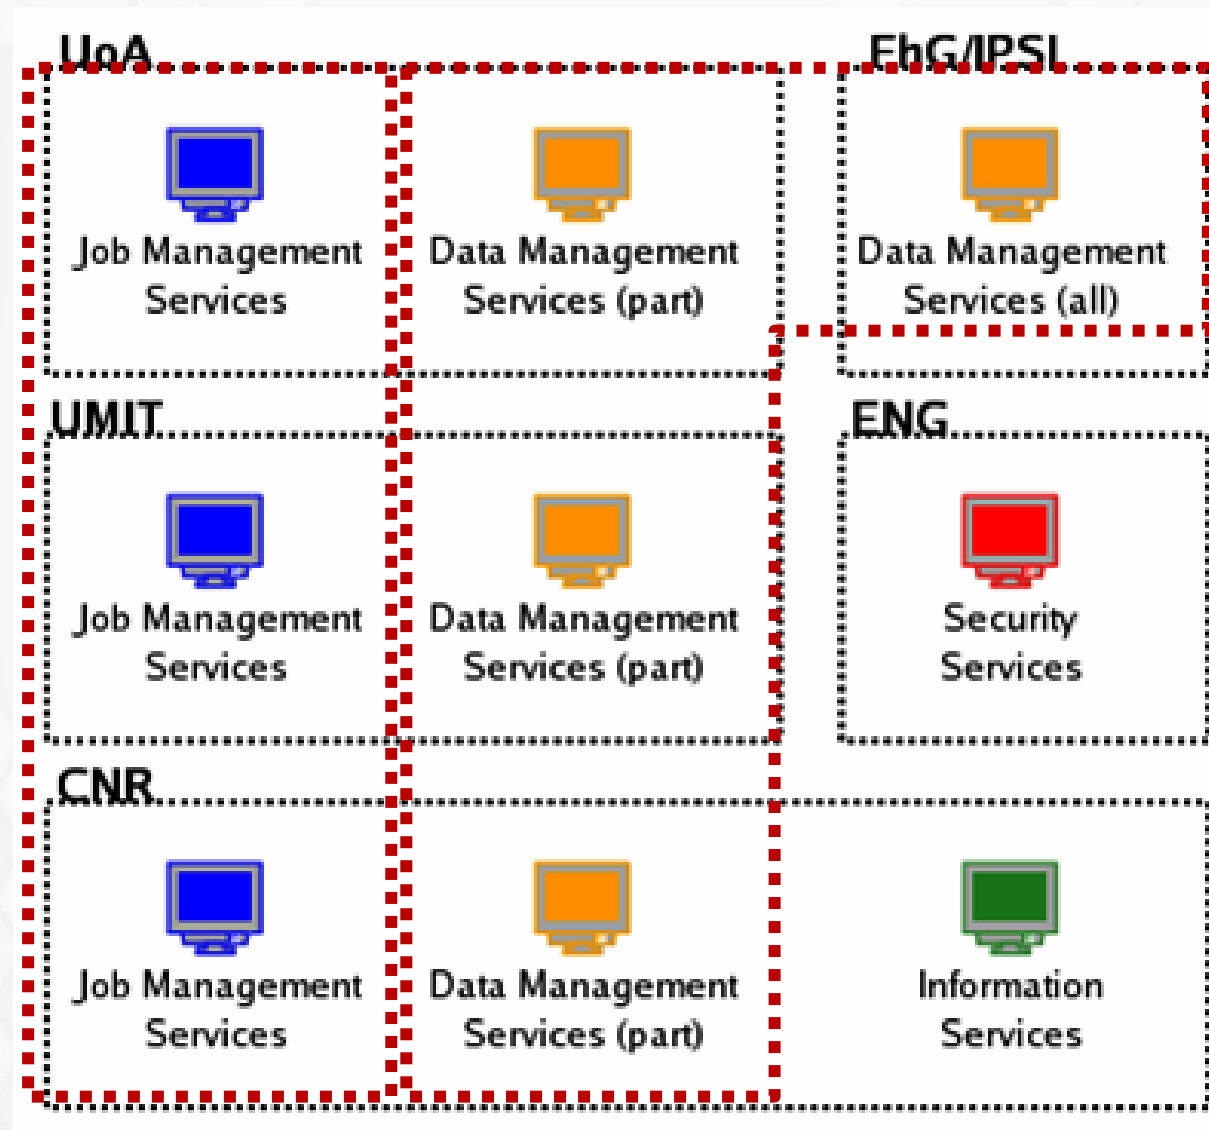 UoA
FhG/IPSI
Job Management
Services
Data Management
Services (part)
Data Management
Services (all)
UMIT
ENG
Job Management
Services
Data Management
Services (part)
Security
Services
CNR
Job Management
Services
Data Management
Services (part)
Information
Services